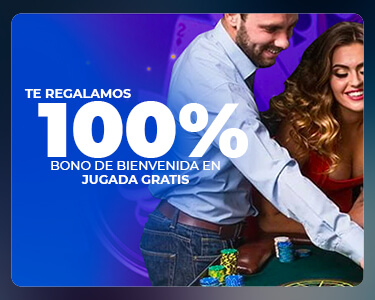 TE REGALAMOS
100%
BONO DE BIENVENIDA EN
JUGADA GRATIS